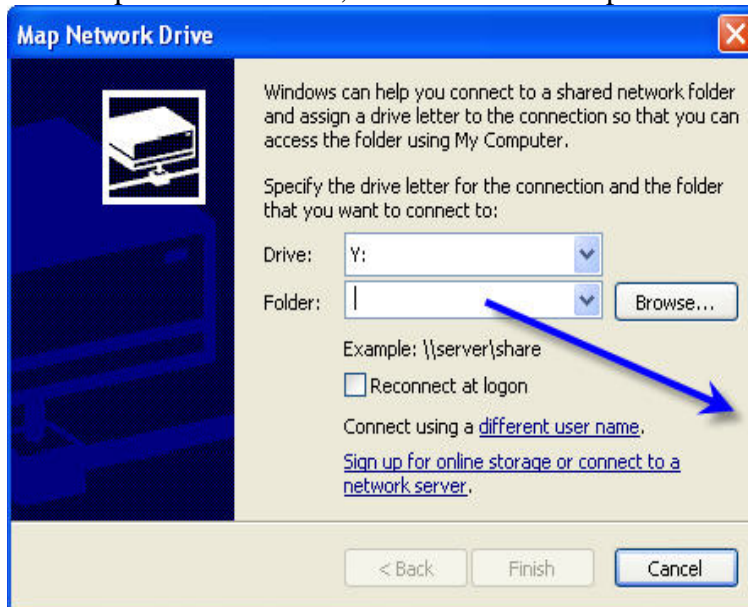 Map Network Drive
Windows can help you connect to a shared network folder
and assign a drive letter to the connection so that you can
access the folder using My Computer.
Specify the drive letter for the connection and the folder
that you want to connect to:
Drive: Y:
Folder: Browse...
Example: \\server\share
Reconnect at logon
Connect using a different user name.
Sign up for online storage or connect to a
network server.
< Back Finish Cancel